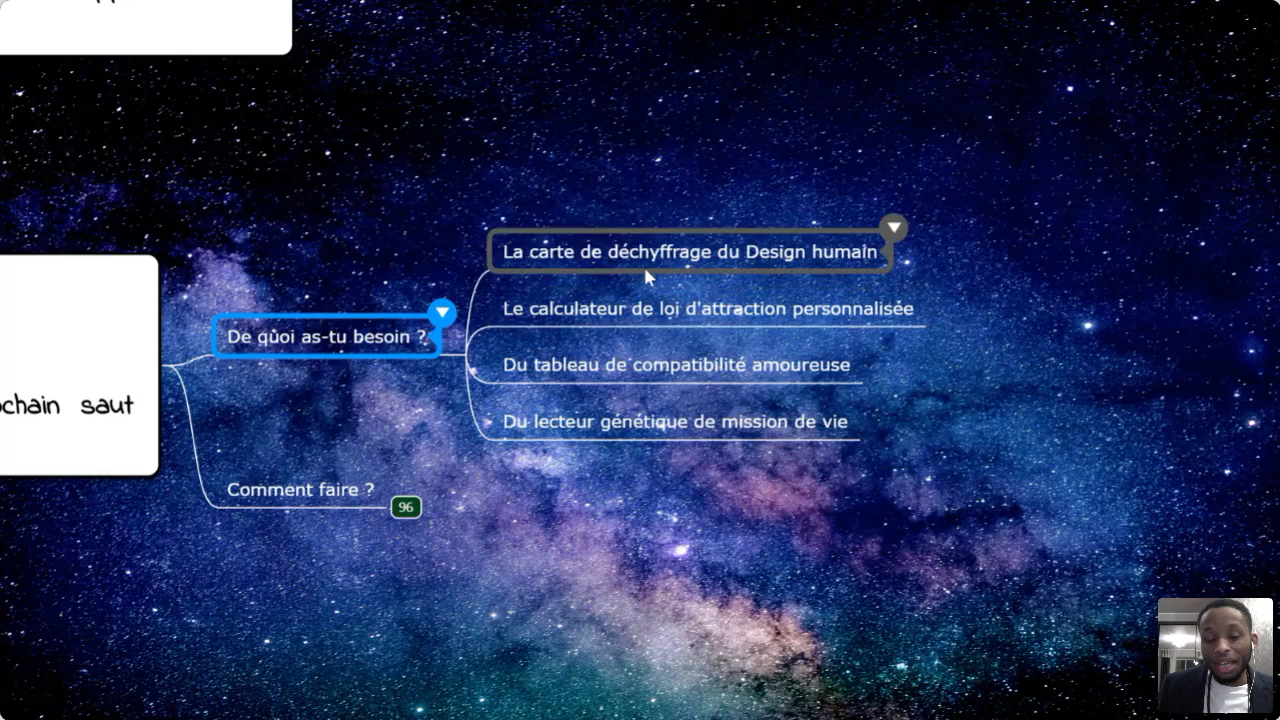 La carte de déchyffrage du Design humain
Le calculateur de loi d'attraction personnalisée
De quoi as-tu besoin ?
Du tableau de compatibilité amoureuse
saut
Du lecteur génétique de mission de vie
Comment faire ?
96